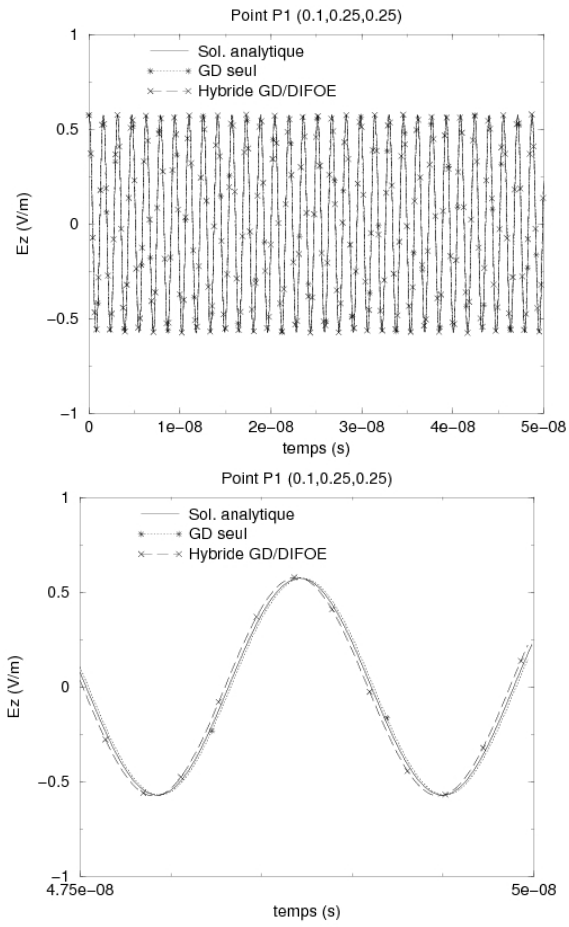 Point P1 (0.1,0.25,0.25)
1
Sol. analytique
GD seul
Hybride GD/DIFOE
0.5
Ez (V/m)
0
−0.5
−1
0 1e−08 2e−08 3e−08 4e−08 5e−08
temps (s)
Point P1 (0.1,0.25,0.25)
1
Sol. analytique
GD seul
Hybride GD/DIFOE
0.5
Ez (V/m)
0
−0.5
−1
4.75e−08 5e−08
temps (s)